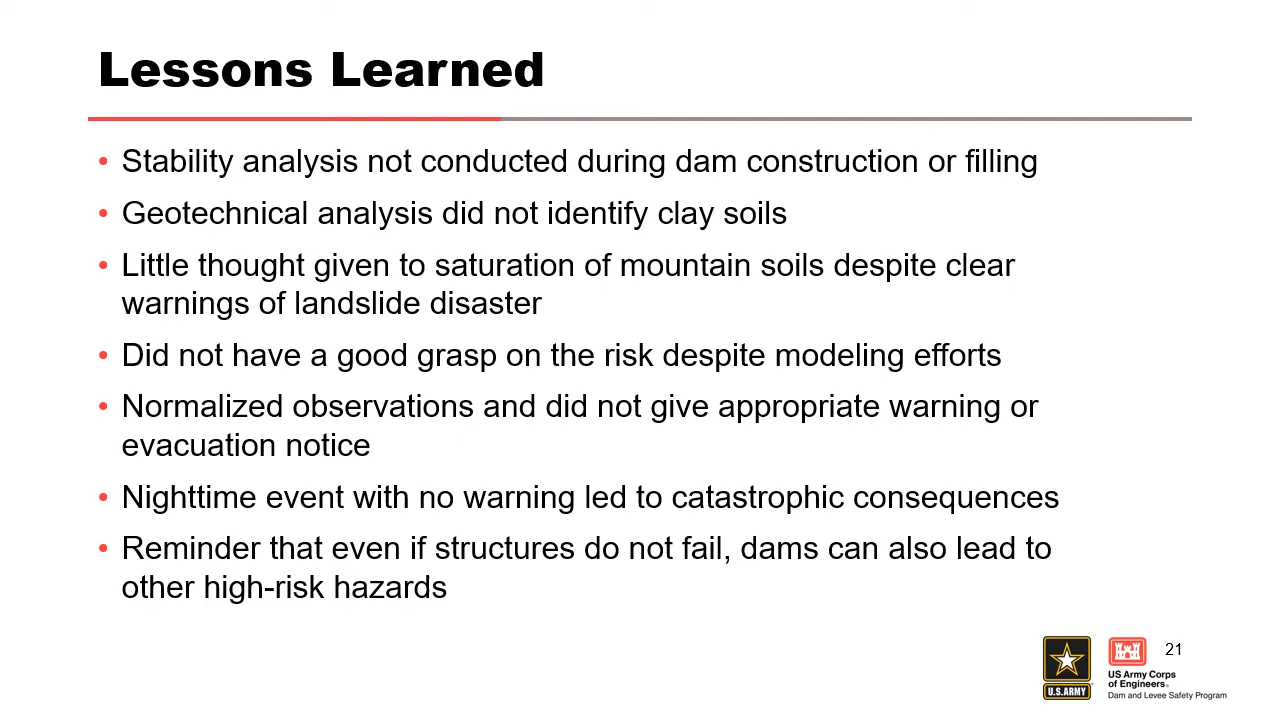 Lessons Learned
• Stability analysis not conducted during dam construction or filling
• Geotechnical analysis did not identify clay soils
• Little thought given to saturation of mountain soils despite clear
warnings of landslide disaster
• Did not have a good grasp on the risk despite modeling efforts
• Normalized observations and did not give appropriate warning or
evacuation notice
• Nighttime event with no warning led to catastrophic consequences
• Reminder that even if structures do not fail, dams can also lead to
other high-risk hazards
U.S.ARMY
US Army Corps
of Engineers®
Dam and Levee Safety Program
21